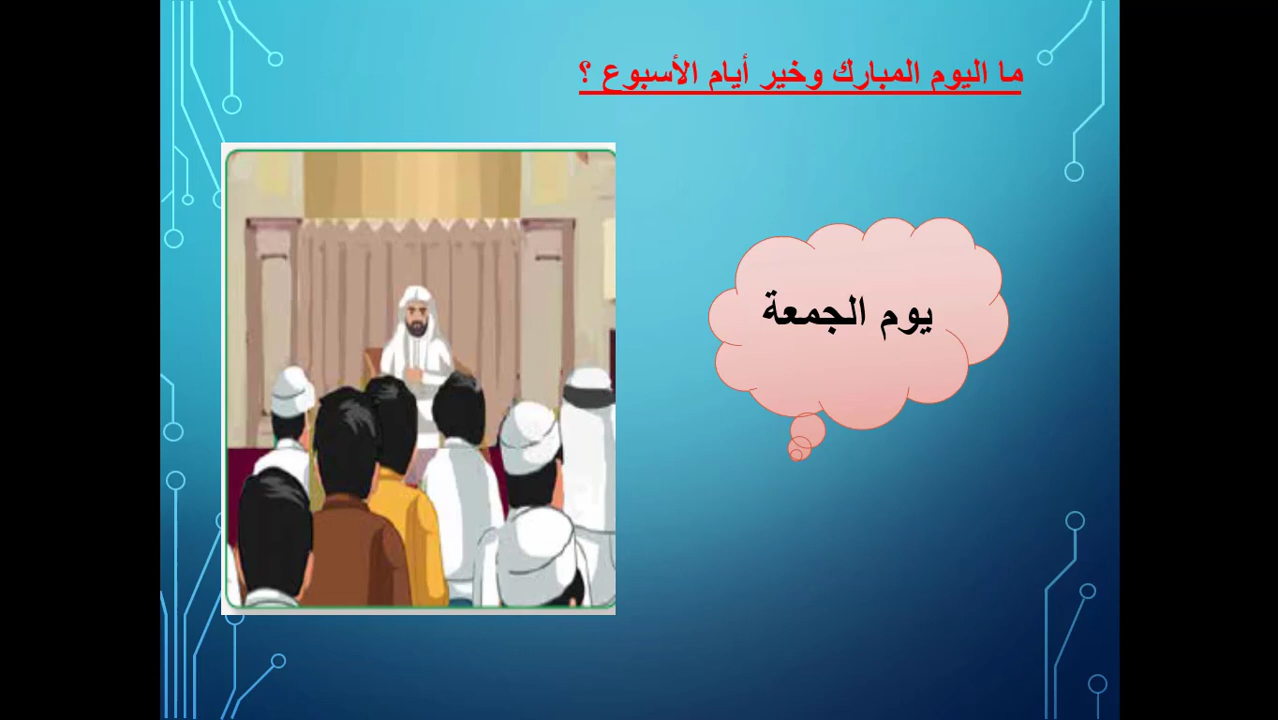 ما اليوم المبارك وخير أيام الأسبوع ؟
يوم الجمعة